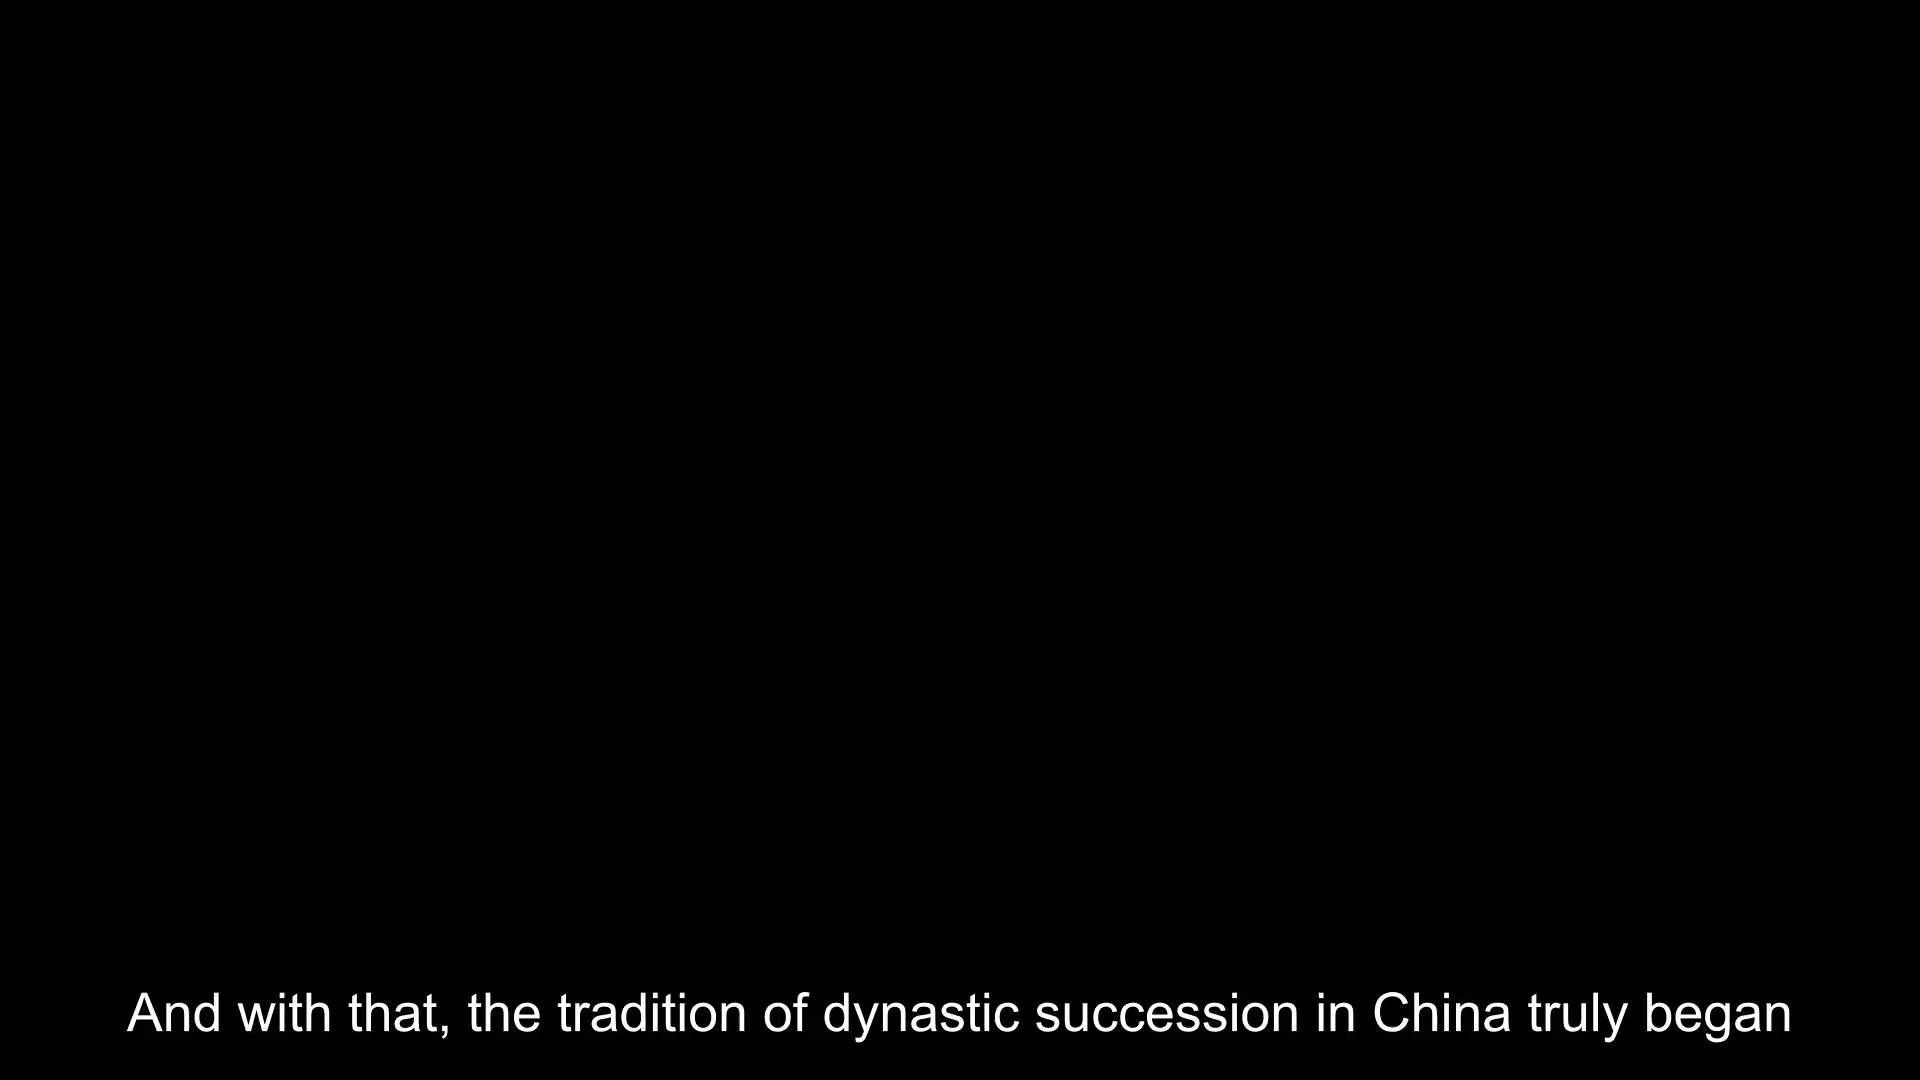 And with that, the tradition of dynastic succession in China truly began